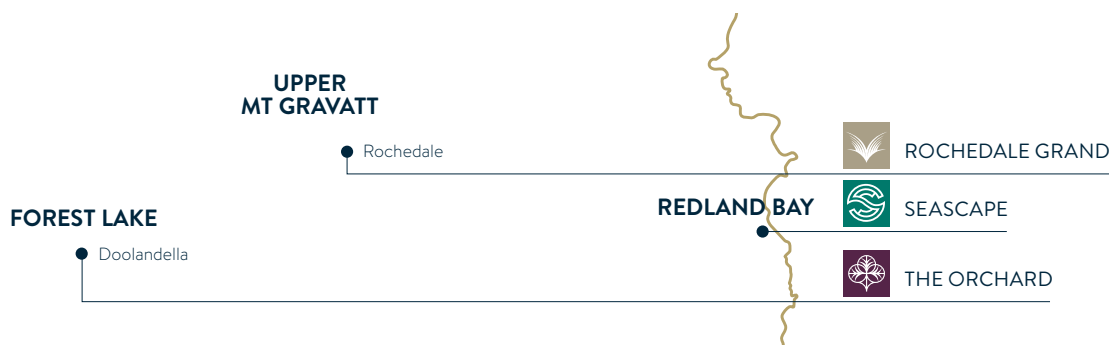 UPPER
MT GRAVATT
Rochedale
ROCHEDALE GRAND
REDLAND BAY
SEASCAPE
FOREST LAKE
Doolandella
THE ORCHARD